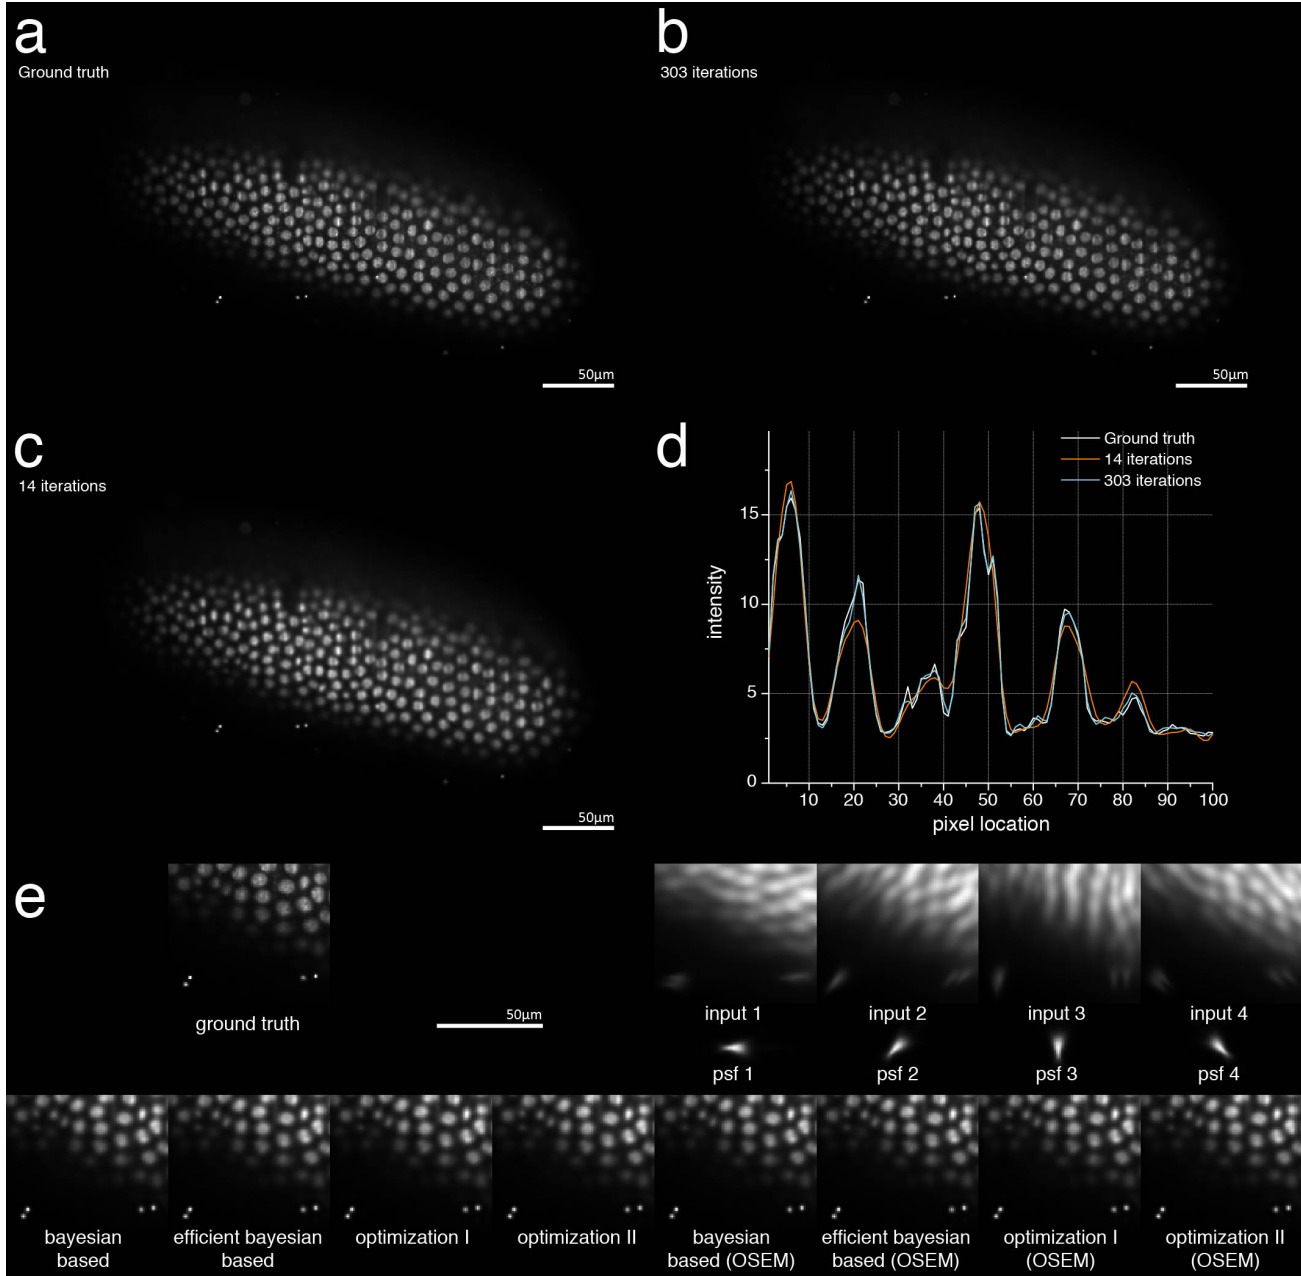 a
Ground truth
50µm
b
303 iterations
50µm
c
14 iterations
50µm
d
Ground truth
14 iterations
303 iterations
intensity
15
10
5
0
10 20 30 40 50 60 70 80 90 100
pixel location
e
ground truth
50µm
input 1
input 2
input 3
input 4
psf 1
psf 2
psf 3
psf 4
bayesian
based
efficient bayesian
based
optimization I
optimization II
bayesian
based (OSEM)
efficient bayesian
based (OSEM)
optimization I
(OSEM)
optimization II
(OSEM)